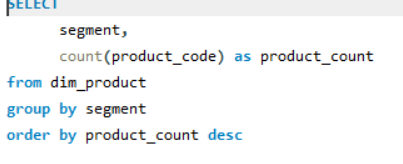 SELECT
segment,
count(product_code) as product_count
from dim_product
group by segment
order by product_count desc